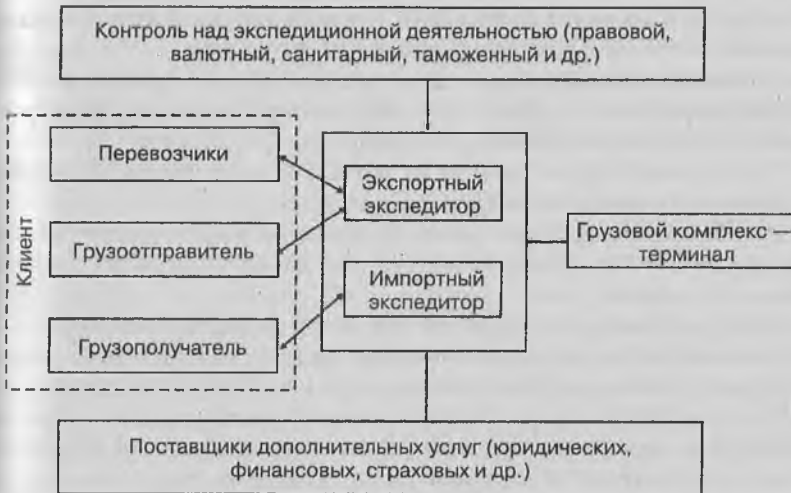 Контроль над экспедиционной деятельностью (правовой,
валютный, санитарный, таможенный и др.)
Клиент
Перевозчики
Грузоотправитель
Грузополучатель
Экспортный
экспедитор
Импортный
экспедитор
Грузовой комплекс —
терминал
Поставщики дополнительных услуг (юридических,
финансовых, страховых и др.)